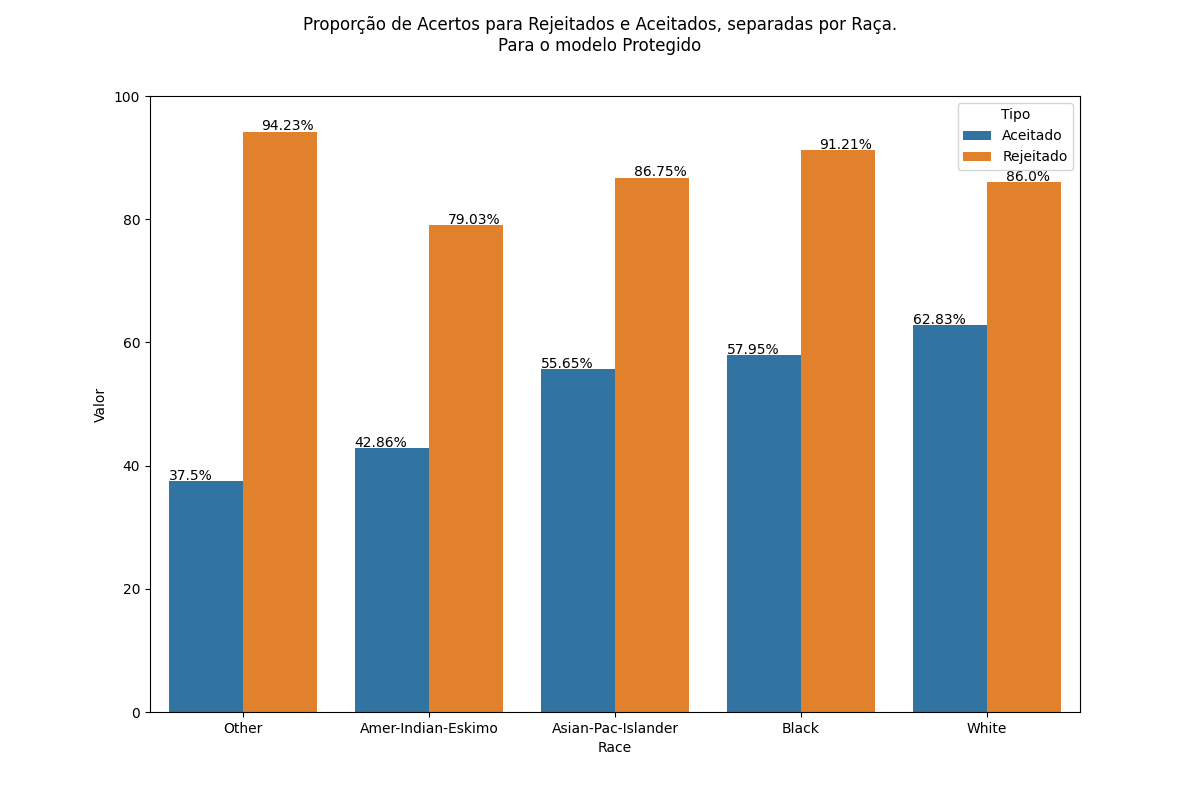 Proporção de Acertos para Rejeitados e Aceitados, separadas por Raça.
Para o modelo Protegido
Tipo
Aceitado
Rejeitado
94.23%
91.21%
86.75%
86.0%
79.03%
62.83%
57.95%
55.65%
42.86%
37.5%
100
80
60
40
20
0
Valor
Other
Amer-Indian-Eskimo
Asian-Pac-Islander
Black
White
Race